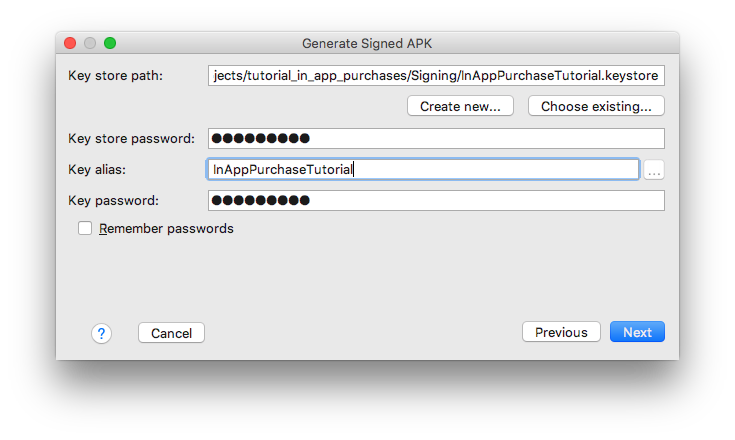 Generate Signed APK
Key store path: jects/tutorial_in_app_purchases/Signing/InAppPurchaseTutorial.keystore
Create new... Choose existing...
Key store password: ●●●●●●●●●
Key alias: InAppPurchaseTutorial ...
Key password: ●●●●●●●●●
Remember passwords
? Cancel Previous Next